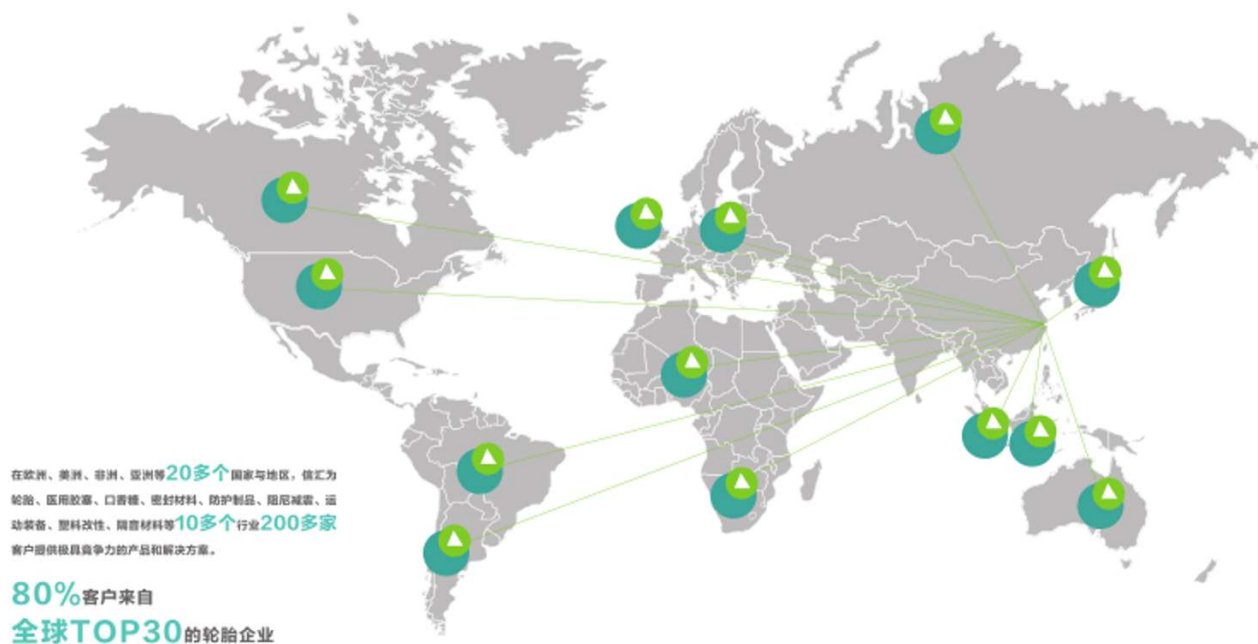 在欧洲、美洲、非洲、亚洲等20多个国家与地区，信汇为
轮胎、医用胶塞、口香糖、密封材料、防护制品、阻尼减震、运
动装备、塑料改性、隔音材料等10多个行业200多家
客户提供极具竞争力的产品和解决方案。
80%客户来自
全球TOP30的轮胎企业